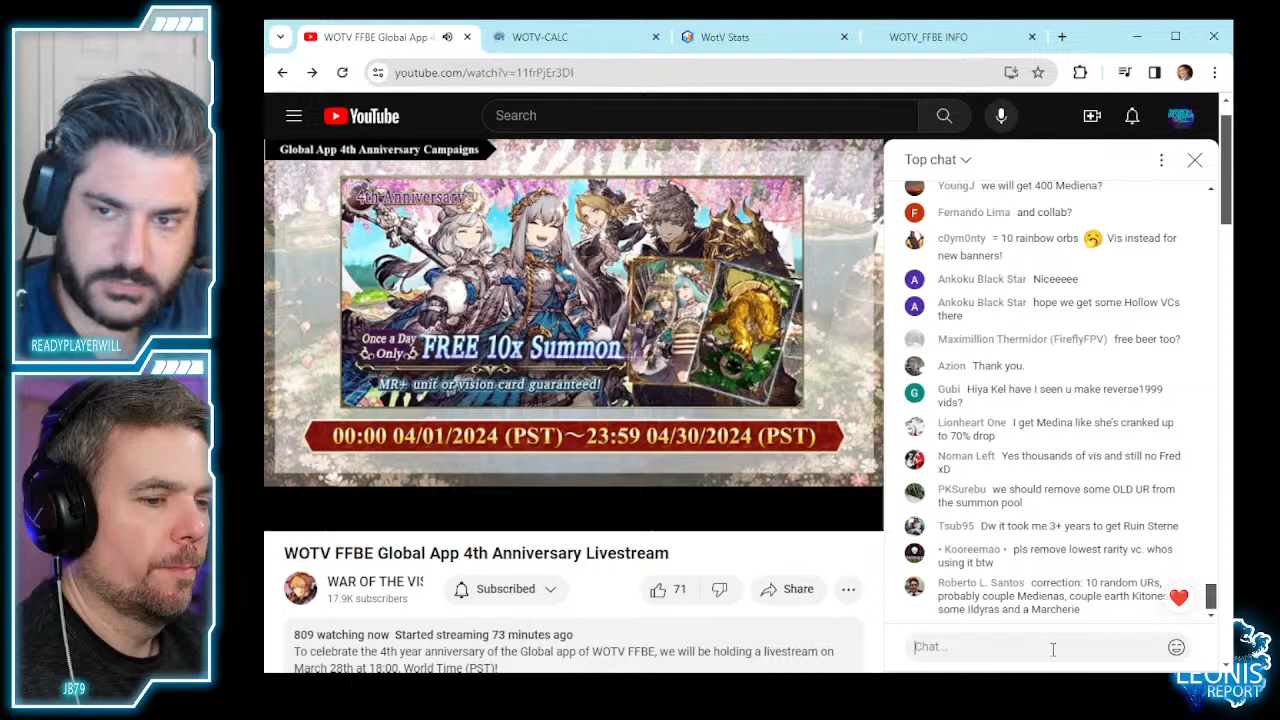 WOTV FFBE Global App 4
WOTV-CALC
WotV Stats
WOTV_FFBE INFO
youtube.com/watch?v=11frPjEr3DI
YouTube
Search
Global App 4th Anniversary Campaigns
4th Anniversary
Once a Day
Only
FREE 10x Summon
MR+ unit or vision card guaranteed!
00:00 04/01/2024 (PST)～23:59 04/30/2024 (PST)
WOTV FFBE Global App 4th Anniversary Livestream
WAR OF THE VIS
17.9K subscribers
Subscribed
71
Share
809 watching now Started streaming 73 minutes ago
To celebrate the 4th year anniversary of the Global app of WOTV FFBE, we will be holding a livestream on
March 28th at 18:00, World Time (PST)!
Top chat
YoungJ we will get 400 Mediena?
F
Fernando Lima and collab?
c0ym0nty = 10 rainbow orbs Vis instead for
new banners!
A
Ankoku Black Star Niceeeee
A
Ankoku Black Star hope we get some Hollow VCs
there
Maximillion Thermidor (FireflyFPV) free beer too?
Azion Thank you.
G
Gubi Hiya Kel have I seen u make reverse1999
vids?
Lionheart One I get Medina like she's cranked up
to 70% drop
Noman Left Yes thousands of vis and still no Fred
xD
PKSurebu we should remove some OLD UR from
the summon pool
Tsub95 Dw it took me 3+ years to get Ruin Sterne
• Kooreemao • pls remove lowest rarity vc. whos
using it btw
Roberto L. Santos correction: 10 random URs,
probably couple Medienas, couple earth Kitone
some Ildyras and a Marcherie
Chat...
READYPLAYERWILL
JB79
LEONIS
REPORT